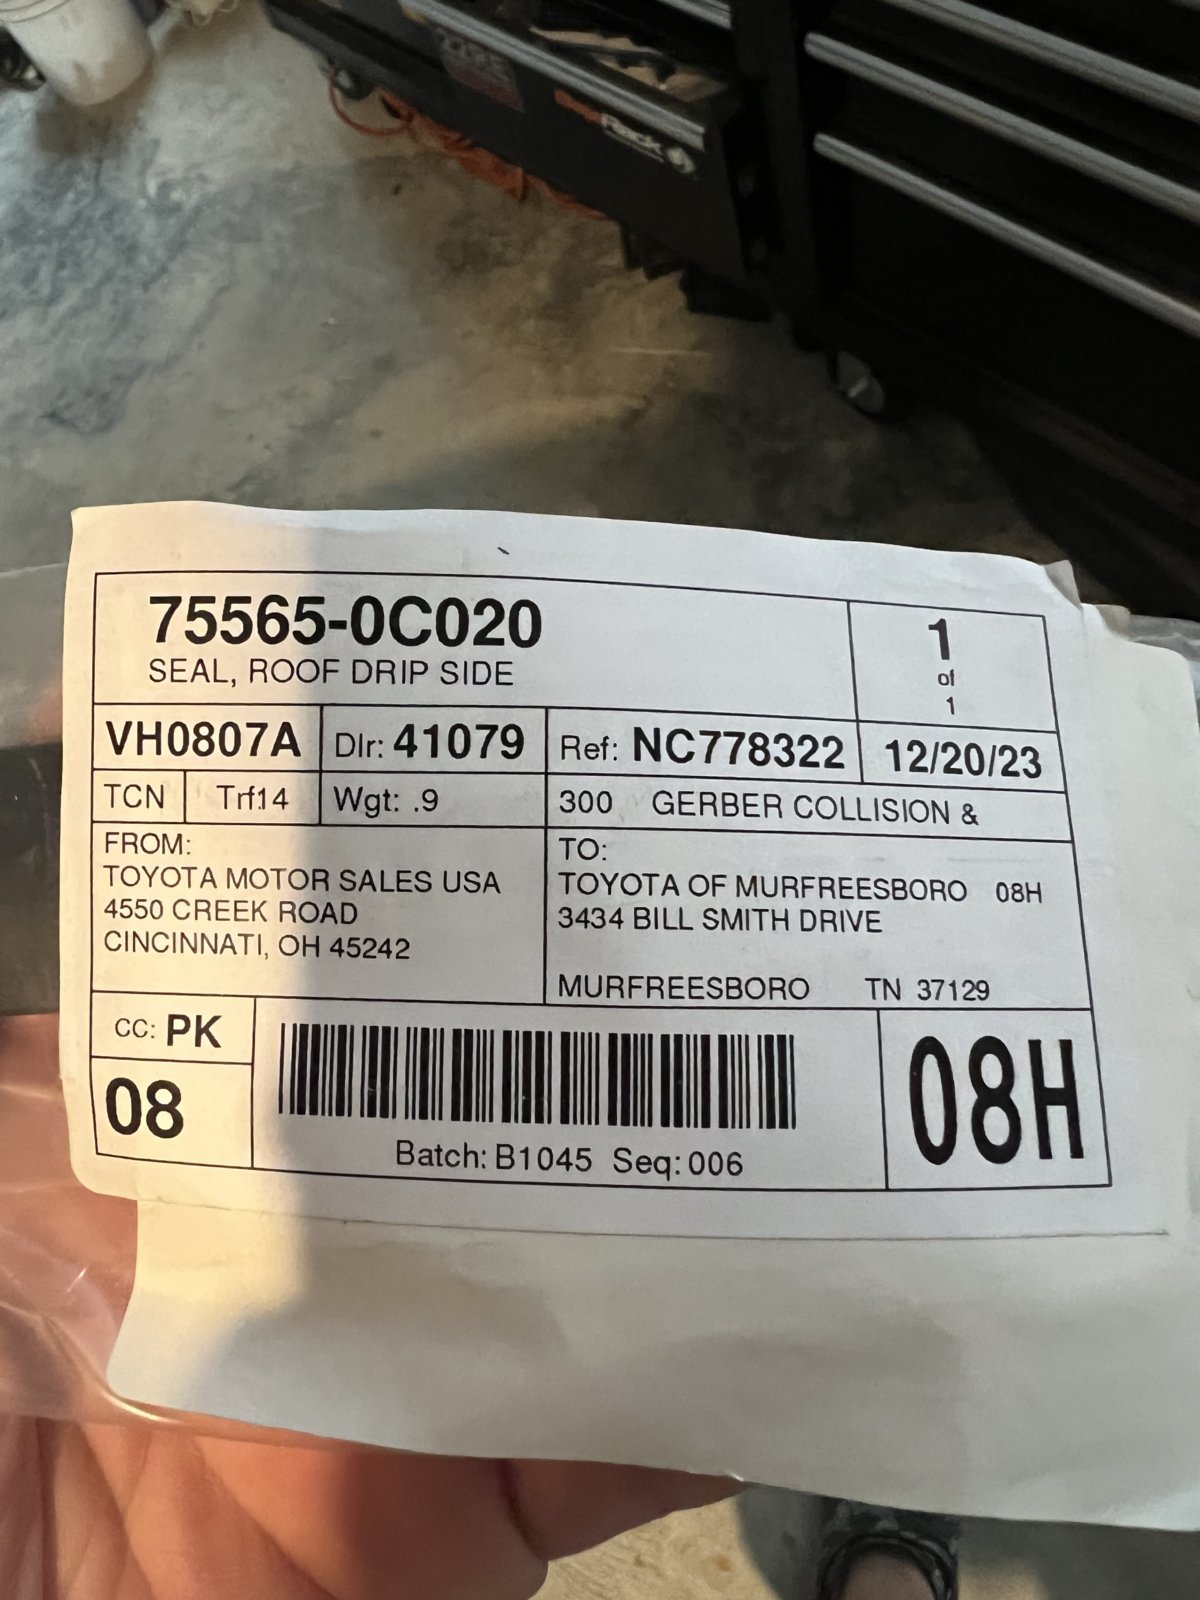 Rack
75565-0C020
SEAL, ROOF DRIP SIDE
1
of
1
VH0807A
Dlr: 41079
Ref: NC778322
12/20/23
TCN
Trf14
Wgt: .9
300 GERBER COLLISION &
FROM:
TOYOTA MOTOR SALES USA
4550 CREEK ROAD
CINCINNATI, OH 45242
TO:
TOYOTA OF MURFREESBORO 08H
3434 BILL SMITH DRIVE
MURFREESBORO TN 37129
CC: PK
08
Batch: B1045 Seq: 006
08H